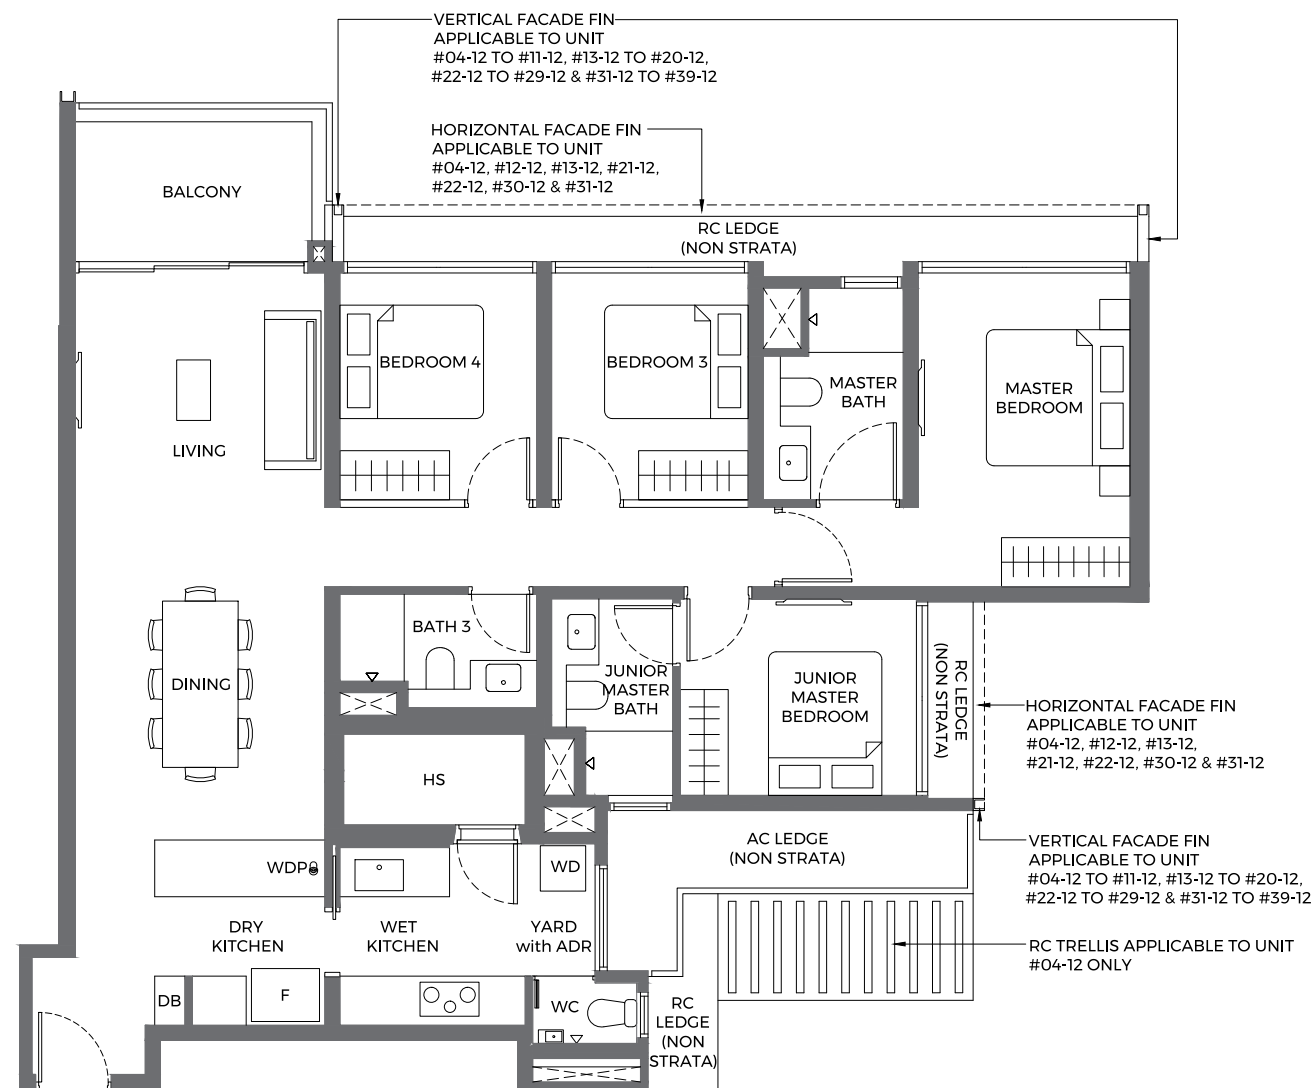 VERTICAL FACADE FIN
APPLICABLE TO UNIT
#04-12 TO #11-12, #13-12 TO #20-12,
#22-12 TO #29-12 & #31-12 TO #39-12
HORIZONTAL FACADE FIN
APPLICABLE TO UNIT
#04-12, #12-12, #13-12, #21-12,
#22-12, #30-12 & #31-12
BALCONY
RC LEDGE
(NON STRATA)
BEDROOM 4
BEDROOM 3
MASTER
BATH
MASTER
BEDROOM
LIVING
BATH 3
DINING
JUNIOR
MASTER
BATH
JUNIOR
MASTER
BEDROOM
RC LEDGE
(NON STRATA)
HORIZONTAL FACADE FIN
APPLICABLE TO UNIT
#04-12, #12-12, #13-12,
#21-12, #22-12, #30-12 & #31-12
HS
AC LEDGE
(NON STRATA)
VERTICAL FACADE FIN
APPLICABLE TO UNIT
#04-12 TO #11-12, #13-12 TO #20-12,
#22-12 TO #29-12 & #31-12 TO #39-12
WDP
WD
DRY
KITCHEN
WET
KITCHEN
YARD
with ADR
RC TRELLIS APPLICABLE TO UNIT
#04-12 ONLY
DB
F
WC
RC
LEDGE
(NON
STRATA)